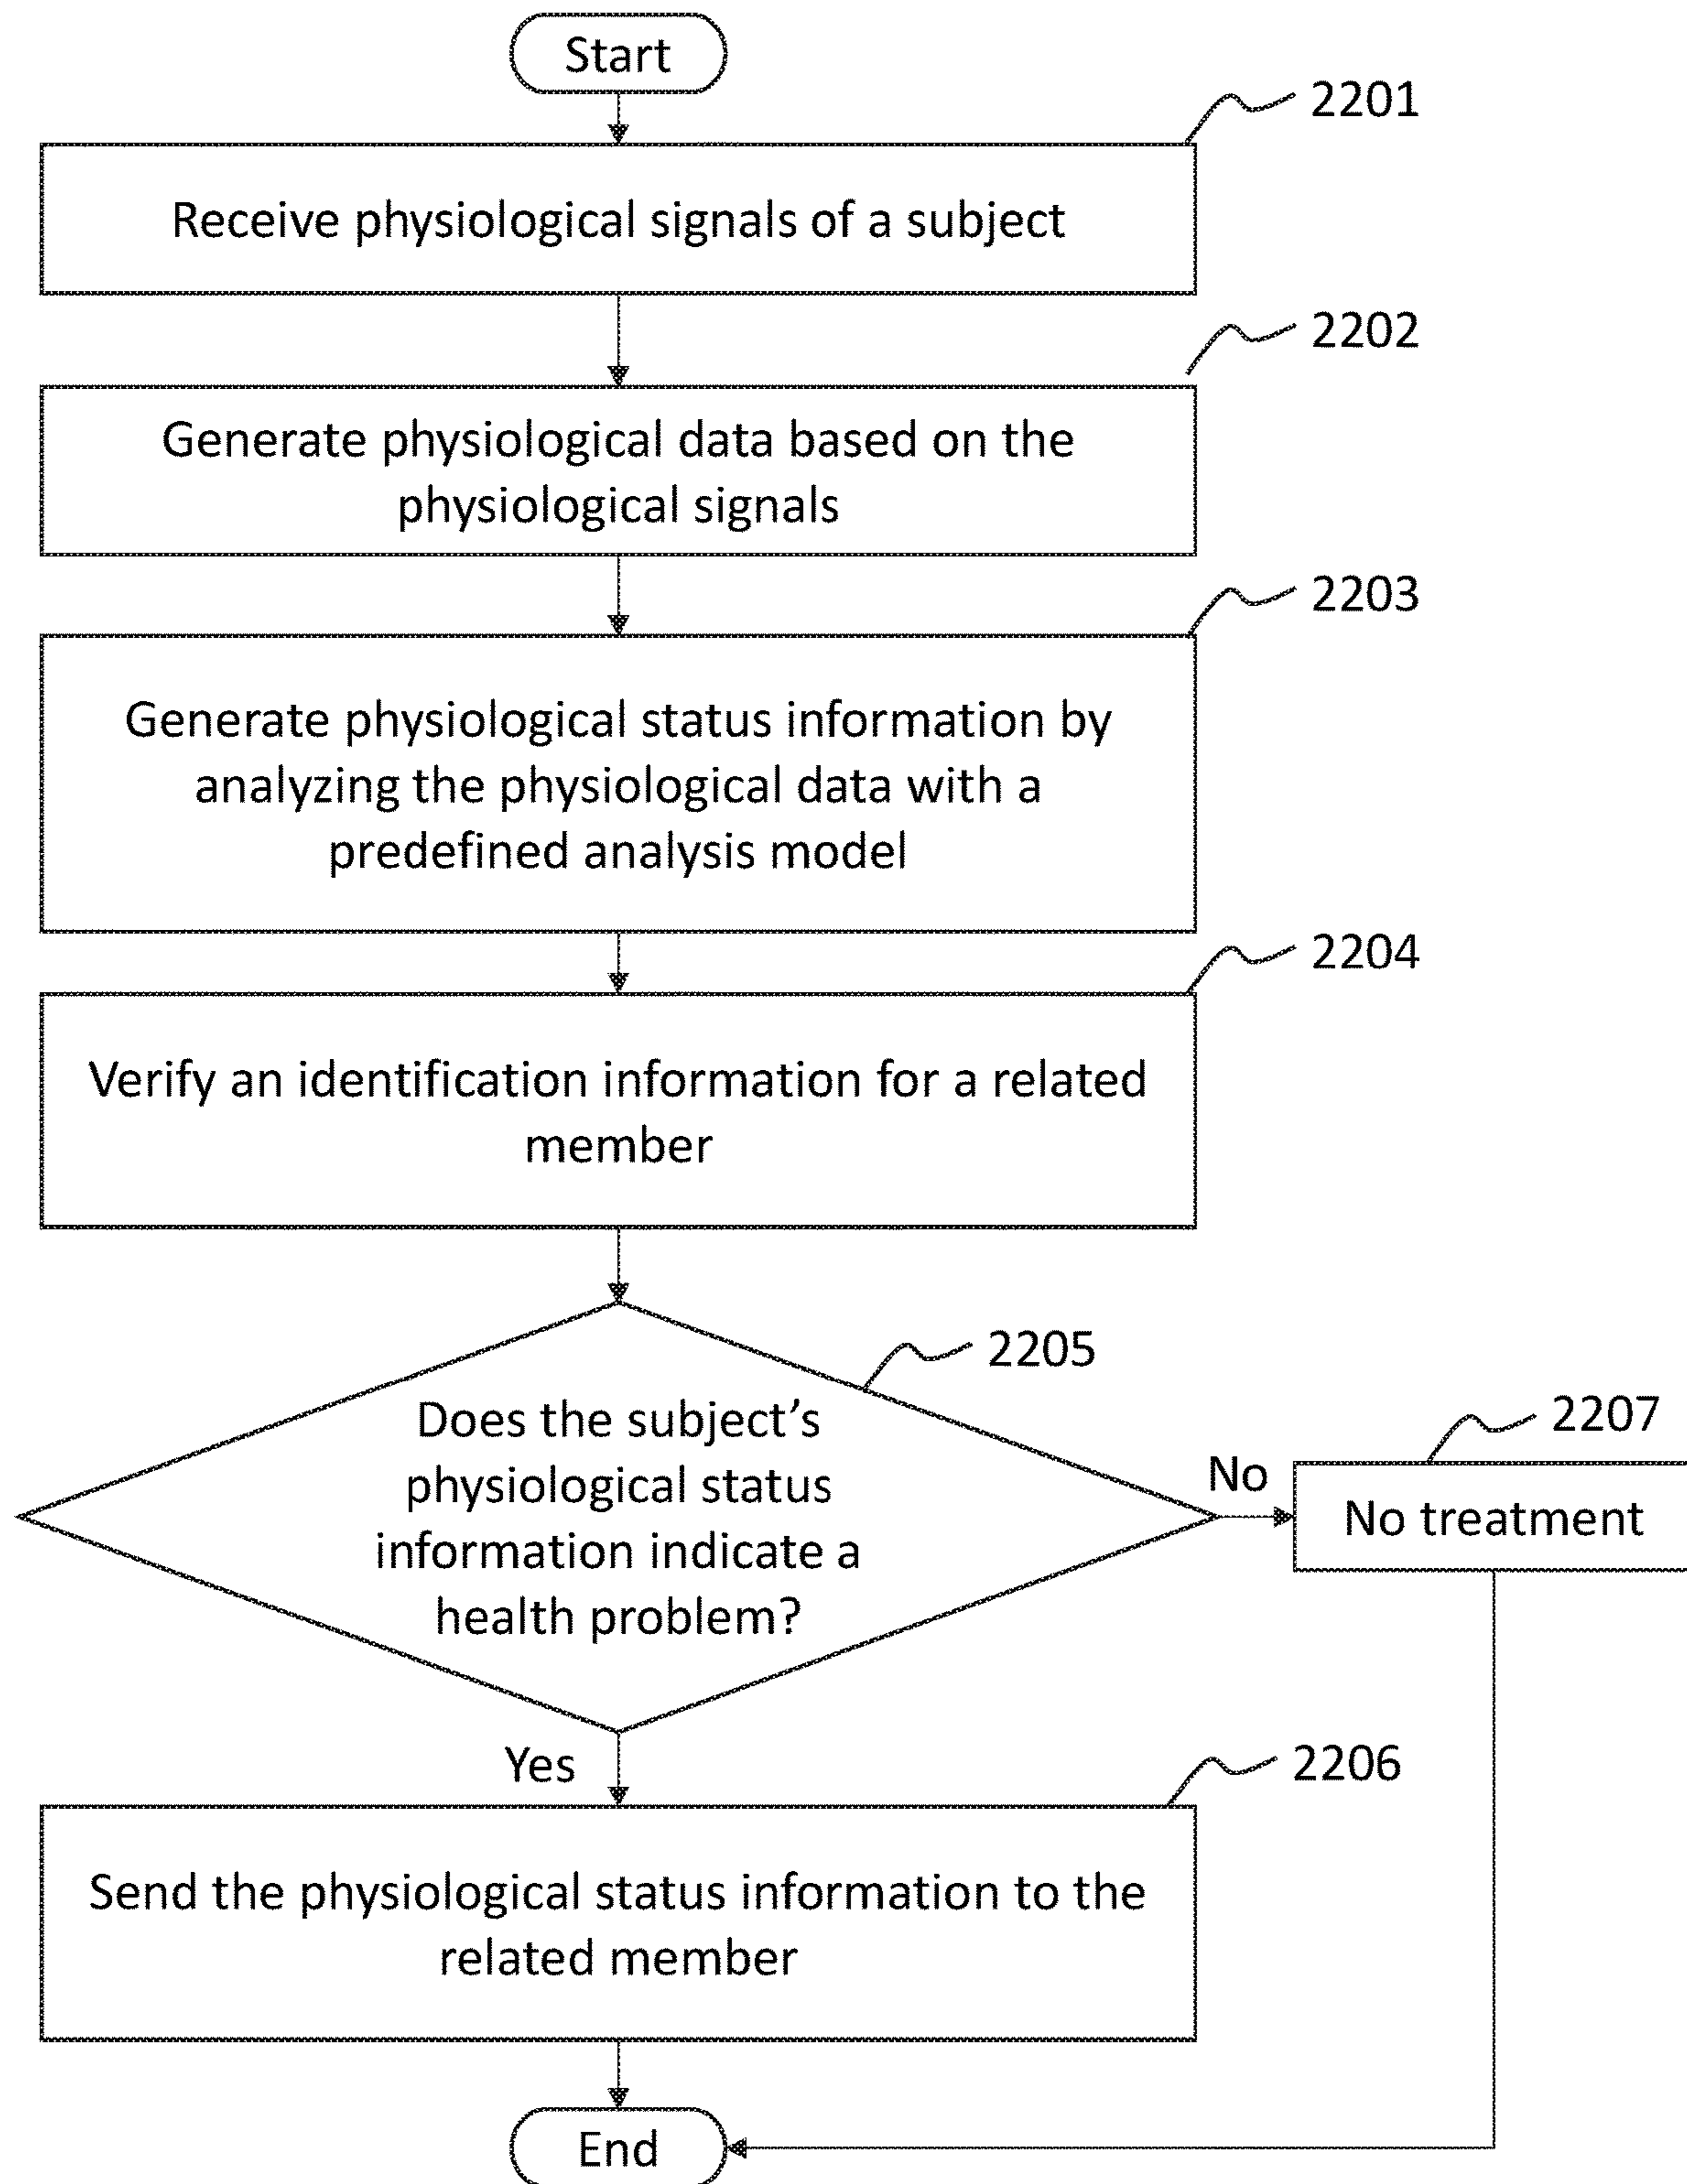 Start
2201
Receive physiological signals of a subject
2202
Generate physiological data based on the
physiological signals
2203
Generate physiological status information by
analyzing the physiological data with a
predefined analysis model
2204
Verify an identification information for a related
member
2205
Does the subject’s
physiological status
information indicate a
health problem?
2207
No
No treatment
Yes
2206
Send the physiological status information to the
related member
End